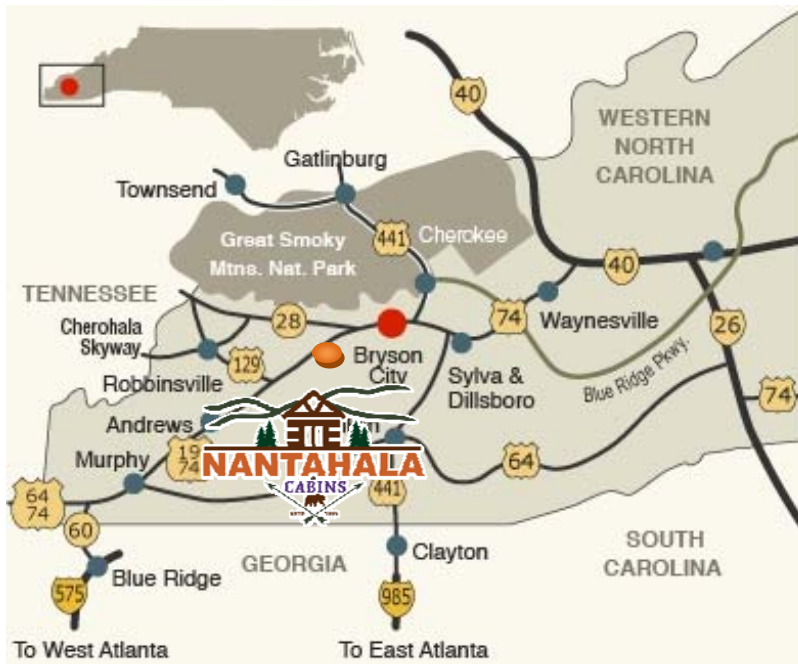 40
WESTERN
NORTH
CAROLINA
Gatlinburg
Townsend
441
Cherokee
Great Smoky
Mtns. Nat. Park
40
TENNESSEE
28
74
Waynesville
26
Cherohala
Skyway
129
Bryson
City
Sylva &
Dillsboro
Blue Ridge Pkwy.
Robbinsville
74
Andrews
19
74
Murphy
64
NANTAHALA
CABINS
441
64
74
60
Clayton
GEORGIA
SOUTH
CAROLINA
Blue Ridge
575
985
To West Atlanta
To East Atlanta